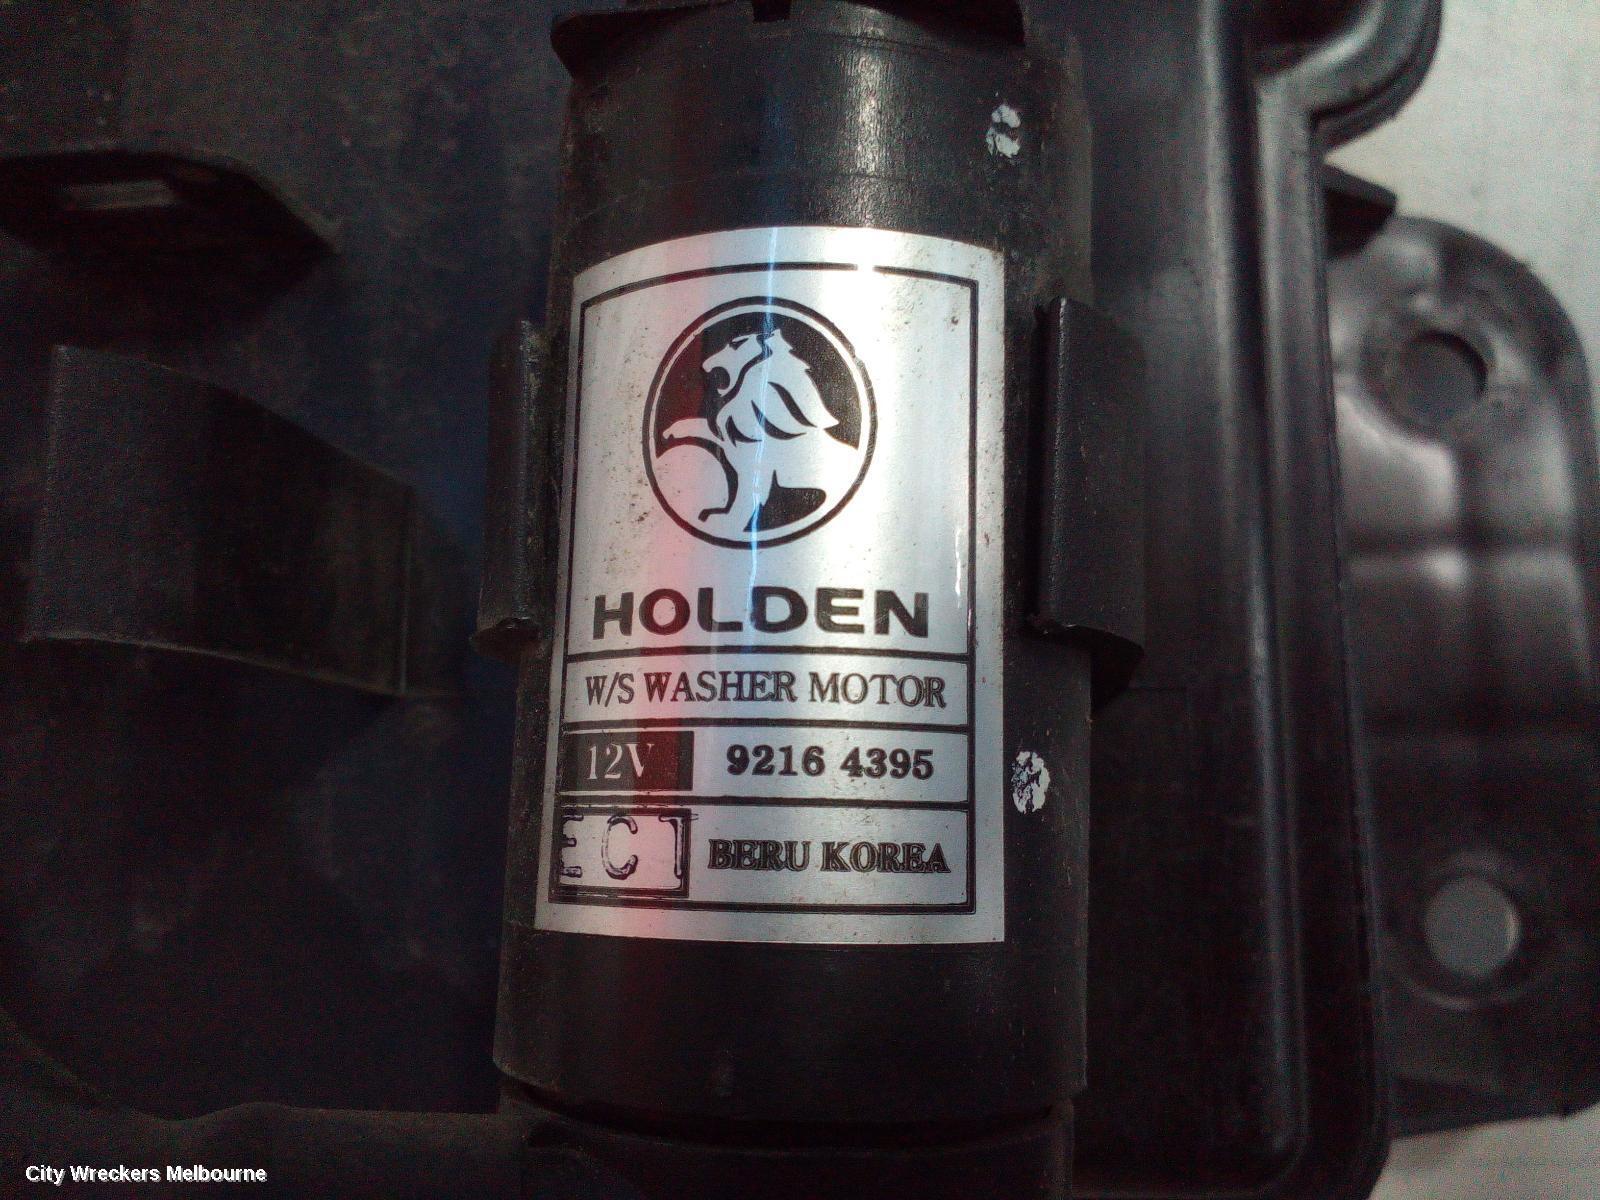 HOLDEN
W/S WASHER MOTOR
12V 9216 4395
BERU KOREA
City Wreckers Melbourne